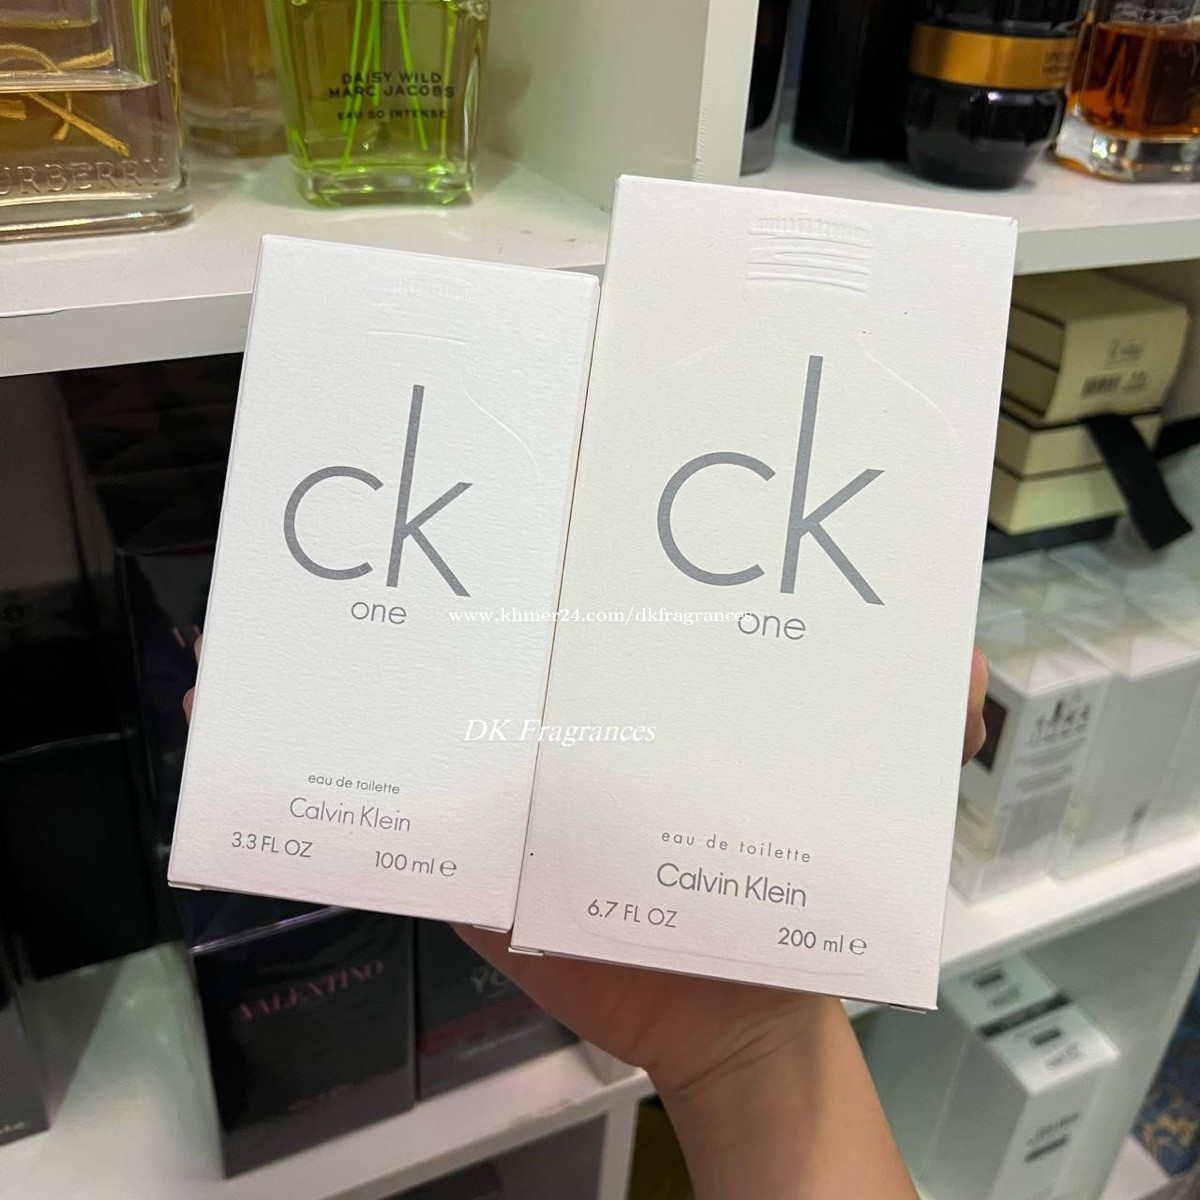 DAISY WILD
MARC JACOBS
EAU SO INTENSE
ck
one
eau de toilette
Calvin Klein
3.3 FL OZ 100 ml ℮
ck
one
eau de toilette
Calvin Klein
6.7 FL OZ 200 ml ℮
www.khmer24.com/dkfragrances
DK Fragrances
VALENTINO